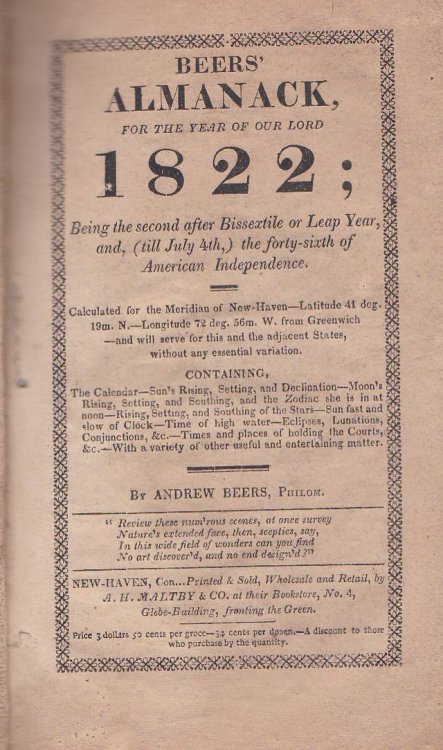 BEERS'
ALMANACK,
FOR THE YEAR OF OUR LORD
1822;
Being the second after Bissextile or Leap Year,
and, (till July 4th,) the forty-sixth of
American Independence.
Calculated for the Meridian of New-Haven—Latitude 41 deg.
19m. N.—Longitude 72 deg. 56m. W. from Greenwich
—and will serve for this and the adjacent States,
without any essential variation.
CONTAINING,
The Calendar—Sun's Rising, Setting, and Declination—Moon's
Rising, Setting, and Southing, and the Zodiac she is in at
noon—Rising, Setting, and Southing of the Stars—Sun fast and
slow of Clock—Time of high water—Eclipses, Lunations,
Conjunctions, &c.—Times and places of holding the Courts,
&c.—With a variety of other useful and entertaining matter.
BY ANDREW BEERS, PHILOM.
" Review these num'rous scenes, at once survey
Nature's extended face, then, sceptics, say,
In this wide field of wonders can you find
No art discover'd, and no end design'd ?"
NEW-HAVEN, Con...Printed & Sold, Wholesale and Retail, by
A. H. MALTBY & CO. at their Bookstore, No. 4,
Glebe-Building, fronting the Green.
Price 3 dollars 50 cents per groce—34 cents per dozen.—A discount to those
who purchase by the quantity.